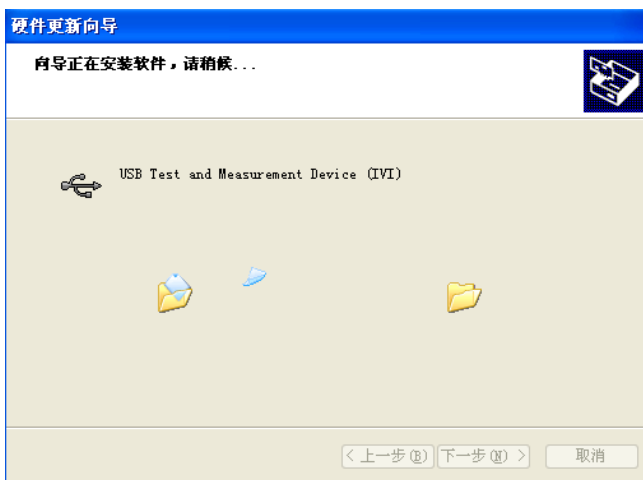 硬件更新向导
向导正在安装软件，请稍候...
USB Test and Measurement Device (IVI)
< 上一步(B) 下一步(N) > 取消